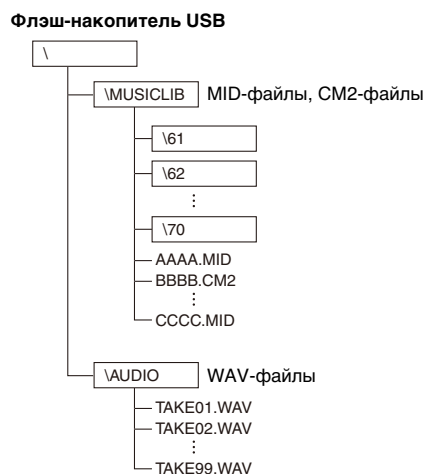 Флэш-накопитель USB
\
\MUSICLIB MID-файлы, CM2-файлы
\61
\62
⋮
\70
AAAA.MID
BBBB.CM2
⋮
CCCC.MID
\AUDIO WAV-файлы
TAKE01.WAV
TAKE02.WAV
⋮
TAKE99.WAV